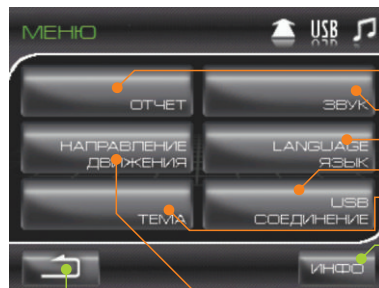 МЕНЮ USB
ОТЧЕТ ЗВУК
НАПРАВЛЕНИЕ ДВИЖЕНИЯ LANGUAGE ЯЗЫК
ТЕМА USB СОЕДИНЕНИЕ
ИНФО